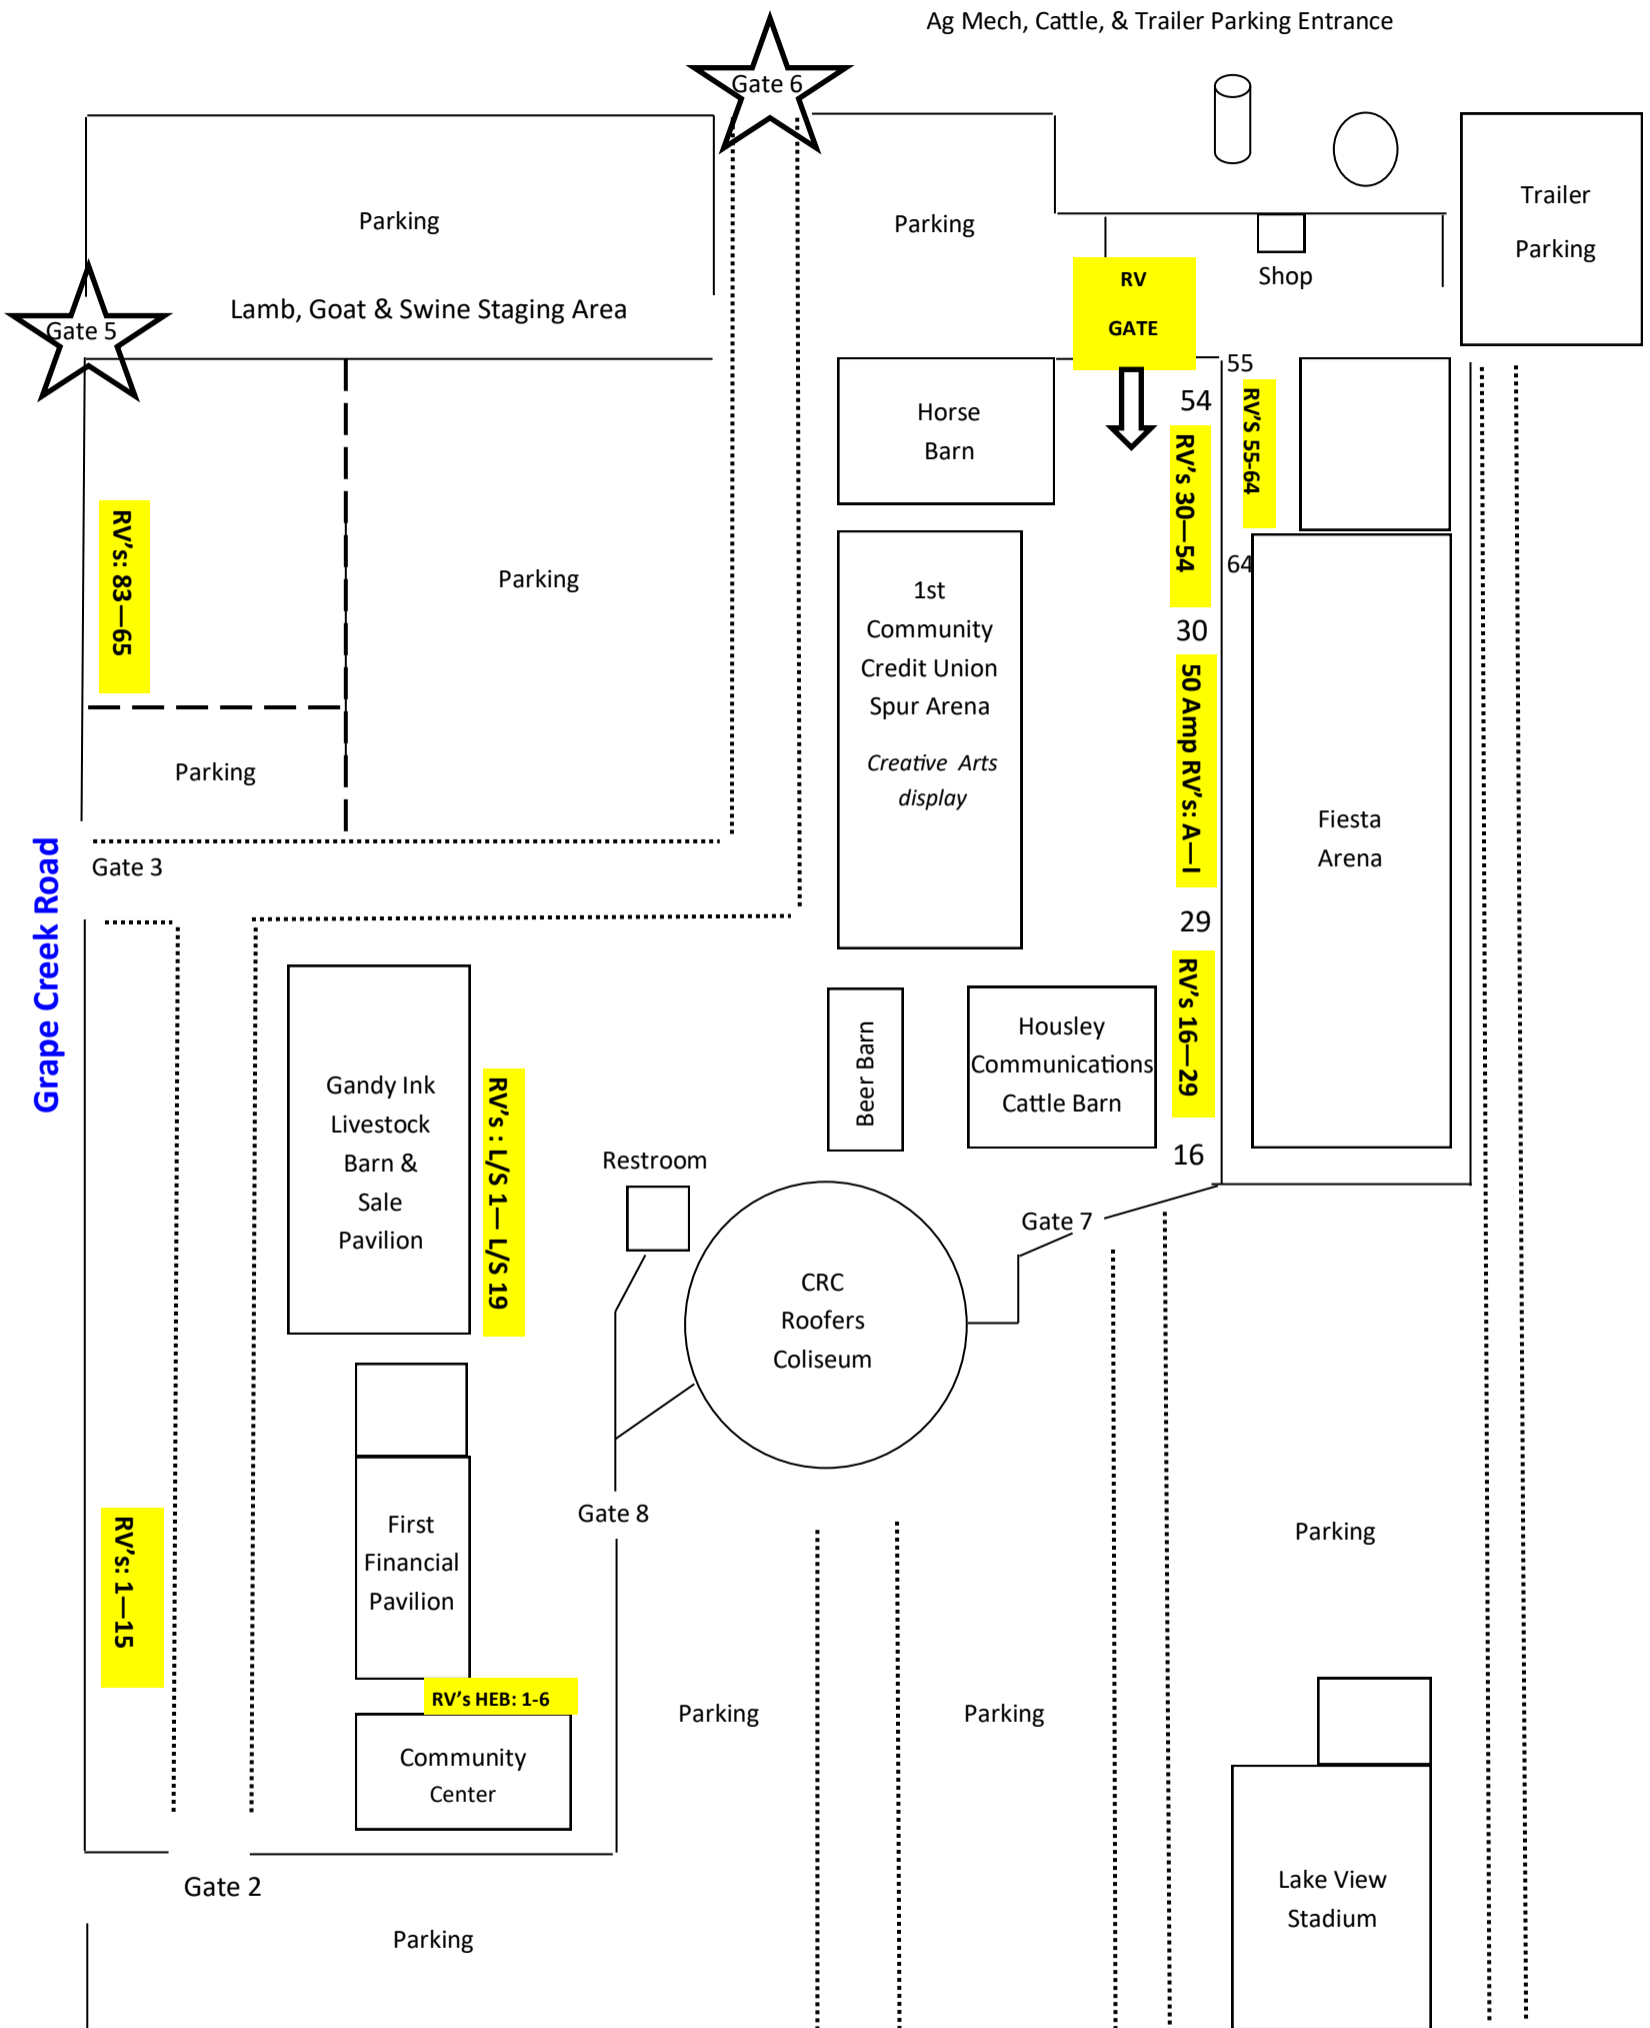 Ag Mech, Cattle, & Trailer Parking Entrance
Gate 6
Parking
Parking
Trailer
Parking
Shop
RV
GATE
Lamb, Goat & Swine Staging Area
Gate 5
55
54
RV'S 55-64
Horse
Barn
RV's 30—54
64
RV's: 83—65
Parking
1st
Community
Credit Union
Spur Arena
Creative Arts
display
30
50 Amp RV's: A—I
Parking
Fiesta
Arena
Gate 3
Grape Creek Road
29
RV's 16—29
Gandy Ink
Livestock
Barn &
Sale
Pavilion
RV's : L/S 1— L/S 19
Beer Barn
Housley
Communications
Cattle Barn
16
Restroom
Gate 7
CRC
Roofers
Coliseum
Gate 8
First
Financial
Pavilion
Parking
RV's: 1—15
RV's HEB: 1-6
Parking
Parking
Community
Center
Gate 2
Lake View
Stadium
Parking